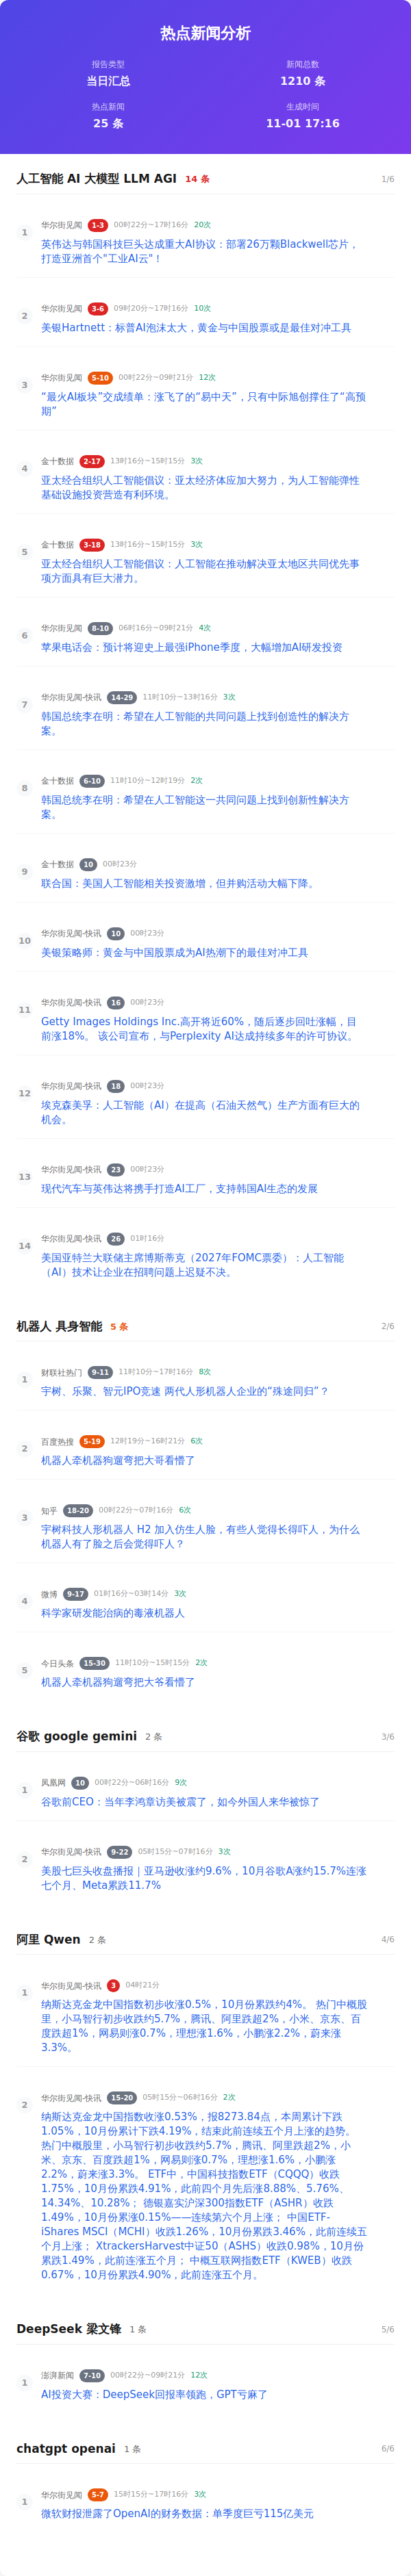 热点新闻分析
报告类型
新闻总数
当日汇总
1210 条
热点新闻
生成时间
25 条
11-01 17:16
人工智能 AI 大模型 LLM AGI 14 条 1/6
1
华尔街见闻 1-3 00时22分~17时16分 20次
英伟达与韩国科技巨头达成重大AI协议：部署26万颗Blackwell芯片，
打造亚洲首个"工业AI云"！
2
华尔街见闻 3-6 09时20分~17时16分 10次
美银Hartnett：标普AI泡沫太大，黄金与中国股票或是最佳对冲工具
3
华尔街见闻 5-10 00时22分~09时21分 12次
“最火AI板块”交成绩单：涨飞了的“易中天”，只有中际旭创撑住了“高预
期”
4
金十数据 2-17 13时16分~15时15分 3次
亚太经合组织人工智能倡议：亚太经济体应加大努力，为人工智能弹性
基础设施投资营造有利环境。
5
金十数据 3-18 13时16分~15时15分 3次
亚太经合组织人工智能倡议：人工智能在推动解决亚太地区共同优先事
项方面具有巨大潜力。
6
华尔街见闻 8-10 06时16分~09时21分 4次
苹果电话会：预计将迎史上最强iPhone季度，大幅增加AI研发投资
7
华尔街见闻-快讯 14-29 11时10分~13时16分 3次
韩国总统李在明：希望在人工智能的共同问题上找到创造性的解决方
案。
8
金十数据 6-10 11时10分~12时19分 2次
韩国总统李在明：希望在人工智能这一共同问题上找到创新性解决方
案。
9
金十数据 10 00时23分
联合国：美国人工智能相关投资激增，但并购活动大幅下降。
10
华尔街见闻-快讯 10 00时23分
美银策略师：黄金与中国股票成为AI热潮下的最佳对冲工具
11
华尔街见闻-快讯 16 00时23分
Getty Images Holdings Inc.高开将近60%，随后逐步回吐涨幅，目
前涨18%。 该公司宣布，与Perplexity AI达成持续多年的许可协议。
12
华尔街见闻-快讯 18 00时23分
埃克森美孚：人工智能（AI）在提高（石油天然气）生产方面有巨大的
机会。
13
华尔街见闻-快讯 23 00时23分
现代汽车与英伟达将携手打造AI工厂，支持韩国AI生态的发展
14
华尔街见闻-快讯 26 01时16分
美国亚特兰大联储主席博斯蒂克（2027年FOMC票委）：人工智能
（AI）技术让企业在招聘问题上迟疑不决。
机器人 具身智能 5 条 2/6
1
财联社热门 9-11 11时10分~17时16分 8次
宇树、乐聚、智元IPO竞速 两代人形机器人企业的“殊途同归”？
2
百度热搜 5-19 12时19分~16时21分 6次
机器人牵机器狗遛弯把大哥看懵了
3
知乎 18-20 00时22分~07时16分 6次
宇树科技人形机器人 H2 加入仿生人脸，有些人觉得长得吓人，为什么
机器人有了脸之后会觉得吓人？
4
微博 9-17 01时16分~03时14分 3次
科学家研发能治病的毒液机器人
5
今日头条 15-30 11时10分~15时15分 2次
机器人牵机器狗遛弯把大爷看懵了
谷歌 google gemini 2 条 3/6
1
凤凰网 10 00时22分~06时16分 9次
谷歌前CEO：当年李鸿章访美被震了，如今外国人来华被惊了
2
华尔街见闻-快讯 9-22 05时15分~07时16分 3次
美股七巨头收盘播报｜亚马逊收涨约9.6%，10月谷歌A涨约15.7%连涨
七个月、Meta累跌11.7%
阿里 Qwen 2 条 4/6
1
华尔街见闻-快讯 3 04时21分
纳斯达克金龙中国指数初步收涨0.5%，10月份累跌约4%。 热门中概股
里，小马智行初步收跌约5.7%，腾讯、阿里跌超2%，小米、京东、百
度跌超1%，网易则涨0.7%，理想涨1.6%，小鹏涨2.2%，蔚来涨
3.3%。
2
华尔街见闻-快讯 15-20 05时15分~06时16分 2次
纳斯达克金龙中国指数收涨0.53%，报8273.84点，本周累计下跌
1.05%，10月份累计下跌4.19%，结束此前连续五个月上涨的趋势。
热门中概股里，小马智行初步收跌约5.7%，腾讯、阿里跌超2%，小
米、京东、百度跌超1%，网易则涨0.7%，理想涨1.6%，小鹏涨
2.2%，蔚来涨3.3%。 ETF中，中国科技指数ETF（CQQQ）收跌
1.75%，10月份累跌4.91%，此前四个月先后涨8.88%、5.76%、
14.34%、10.28%； 德银嘉实沪深300指数ETF（ASHR）收跌
1.49%，10月份累涨0.15%——连续第六个月上涨； 中国ETF-
iShares MSCI（MCHI）收跌1.26%，10月份累跌3.46%，此前连续五
个月上涨； XtrackersHarvest中证50（ASHS）收跌0.98%，10月份
累跌1.49%，此前连涨五个月； 中概互联网指数ETF（KWEB）收跌
0.67%，10月份累跌4.90%，此前连涨五个月。
DeepSeek 梁文锋 1 条 5/6
1
澎湃新闻 7-10 00时22分~09时21分 12次
AI投资大赛：DeepSeek回报率领跑，GPT亏麻了
chatgpt openai 1 条 6/6
1
华尔街见闻 5-7 15时15分~17时16分 3次
微软财报泄露了OpenAI的财务数据：单季度巨亏115亿美元